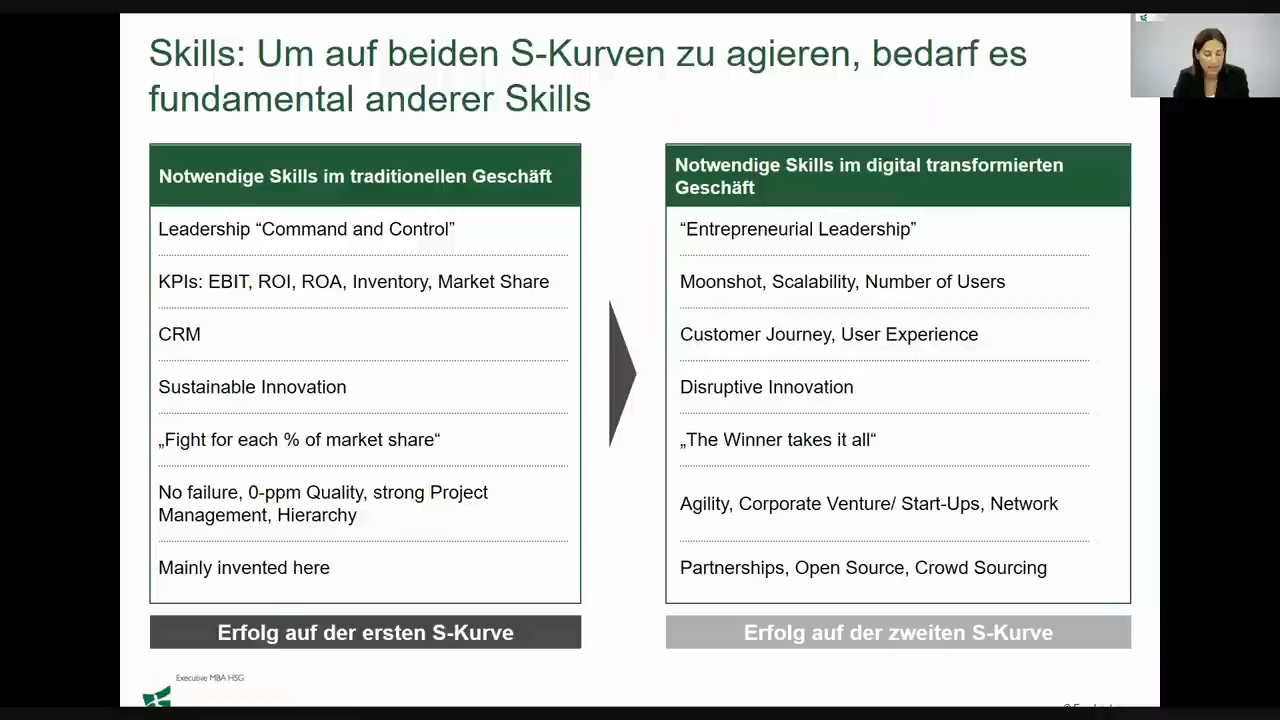 Skills: Um auf beiden S-Kurven zu agieren, bedarf es
fundamental anderer Skills
Notwendige Skills im traditionellen Geschäft
Leadership “Command and Control”
KPIs: EBIT, ROI, ROA, Inventory, Market Share
CRM
Sustainable Innovation
„Fight for each % of market share“
No failure, 0-ppm Quality, strong Project
Management, Hierarchy
Mainly invented here
Erfolg auf der ersten S-Kurve
Notwendige Skills im digital transformierten
Geschäft
“Entrepreneurial Leadership”
Moonshot, Scalability, Number of Users
Customer Journey, User Experience
Disruptive Innovation
„The Winner takes it all“
Agility, Corporate Venture/ Start-Ups, Network
Partnerships, Open Source, Crowd Sourcing
Erfolg auf der zweiten S-Kurve
Executive MBA HSG